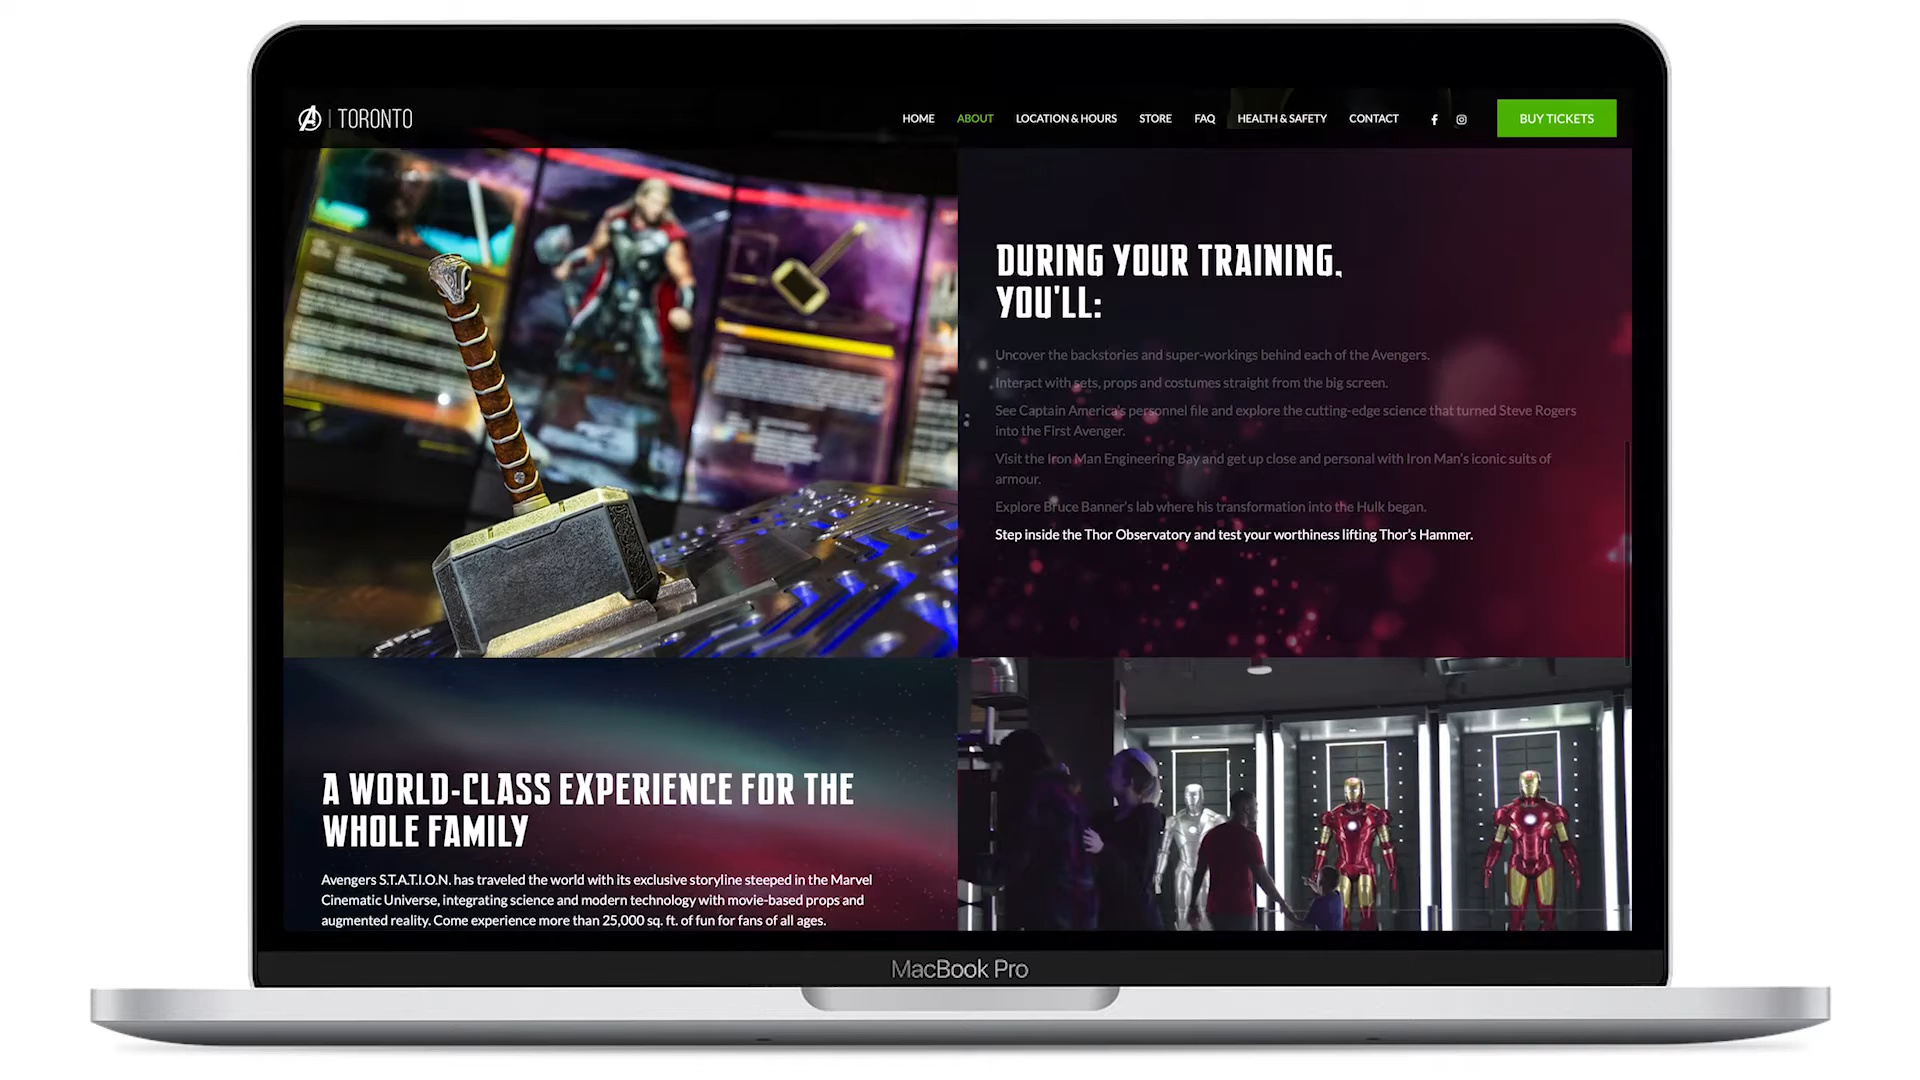 TORONTO
HOME ABOUT LOCATION & HOURS STORE FAQ HEALTH & SAFETY CONTACT BUY TICKETS
DURING YOUR TRAINING,
YOU'LL:
Uncover the backstories and super-workings behind each of the Avengers.
Interact with sets, props and costumes straight from the big screen.
See Captain America's personnel file and explore the cutting-edge science that turned Steve Rogers
into the First Avenger.
Visit the Iron Man Engineering Bay and get up close and personal with Iron Man's iconic suits of
armour.
Explore Bruce Banner's lab where his transformation into the Hulk began.
Step inside the Thor Observatory and test your worthiness lifting Thor's Hammer.
A WORLD-CLASS EXPERIENCE FOR THE
WHOLE FAMILY
Avengers S.T.A.T.I.O.N. has traveled the world with its exclusive storyline steeped in the Marvel
Cinematic Universe, integrating science and modern technology with movie-based props and
augmented reality. Come experience more than 25,000 sq. ft. of fun for fans of all ages.
MacBook Pro